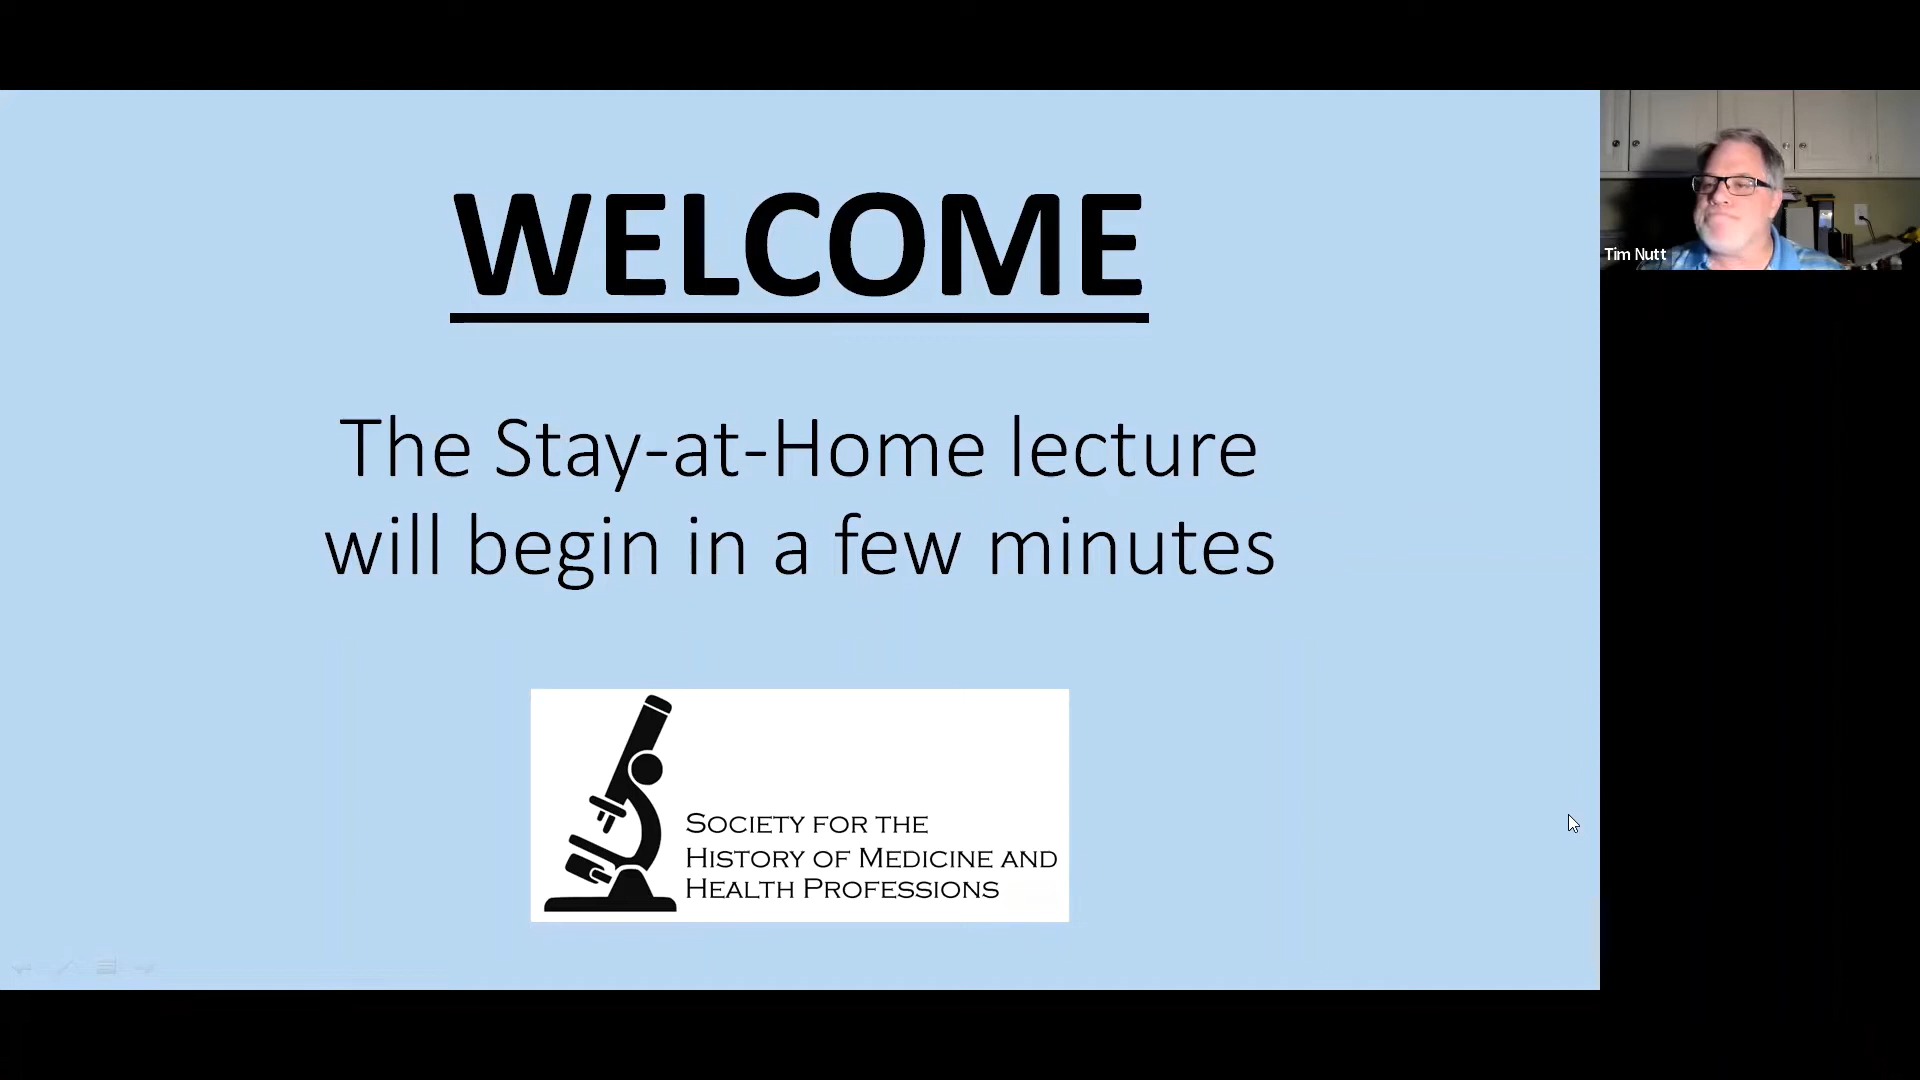 WELCOME
The Stay-at-Home lecture
will begin in a few minutes
SOCIETY FOR THE
HISTORY OF MEDICINE AND
HEALTH PROFESSIONS
Tim Nutt